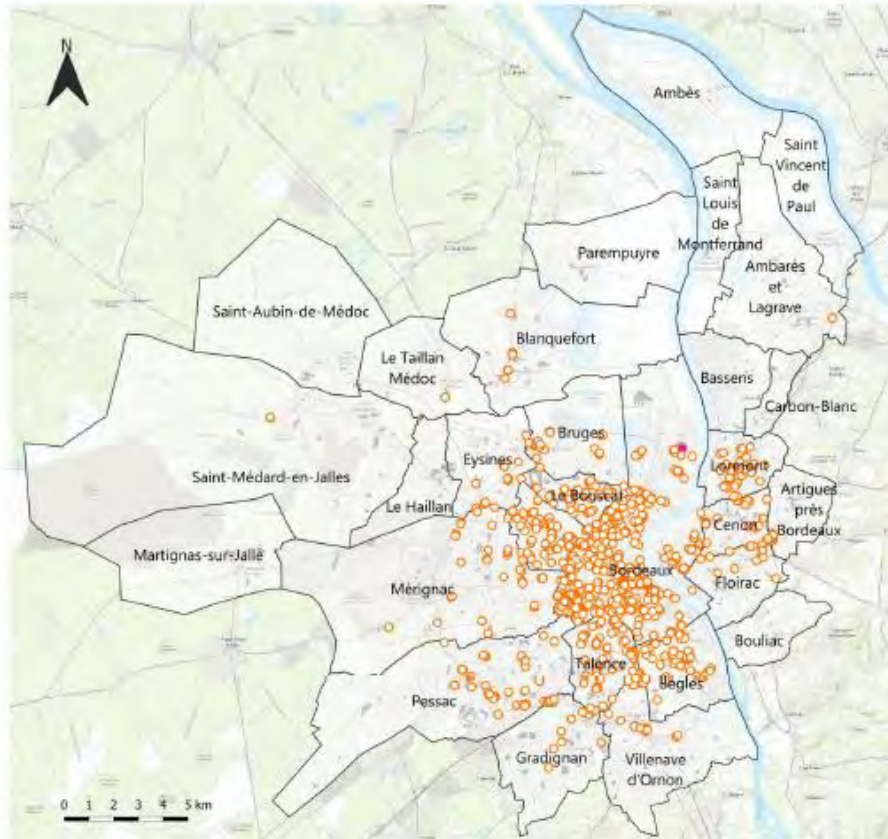 N
Ambès
Saint
Vincent
de
Paul
Saint
Louis
de
Montferrand
Parempuyre
Ambarès
et
Lagrave
Saint-Aubin-de-Médoc
Blanquefort
Le Taillan
Médoc
Bassens
Carbon-Blanc
Bruges
Eysines
Lormont
Saint-Médard-en-Jalles
Le Bouscat
Artigues
près
Bordeaux
Le Haillan
Cenon
Martignas-sur-Jalle
Bordeaux
Mérignac
Floirac
Bouliac
Talence
Bègles
Pessac
Gradignan
Villenave
d'Ornon
0 1 2 3 4 5 km